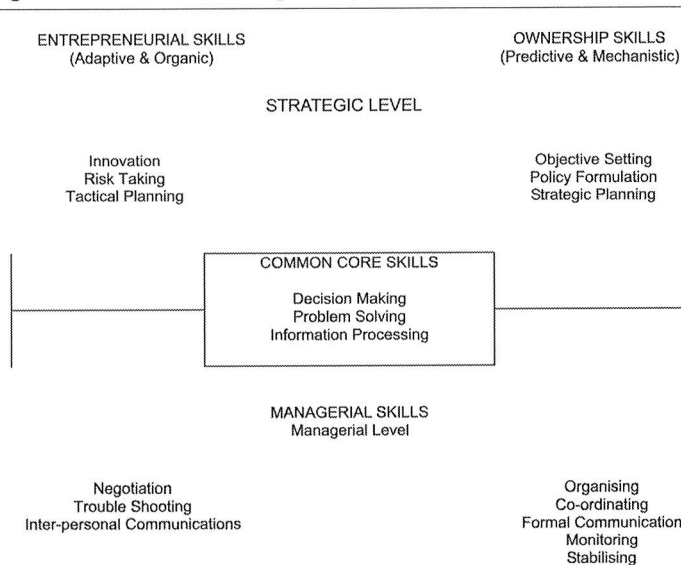 ENTREPRENEURIAL SKILLS
(Adaptive & Organic)
OWNERSHIP SKILLS
(Predictive & Mechanistic)
STRATEGIC LEVEL
Innovation
Risk Taking
Tactical Planning
Objective Setting
Policy Formulation
Strategic Planning
COMMON CORE SKILLS
Decision Making
Problem Solving
Information Processing
MANAGERIAL SKILLS
Managerial Level
Negotiation
Trouble Shooting
Inter-personal Communications
Organising
Co-ordinating
Formal Communication
Monitoring
Stabilising